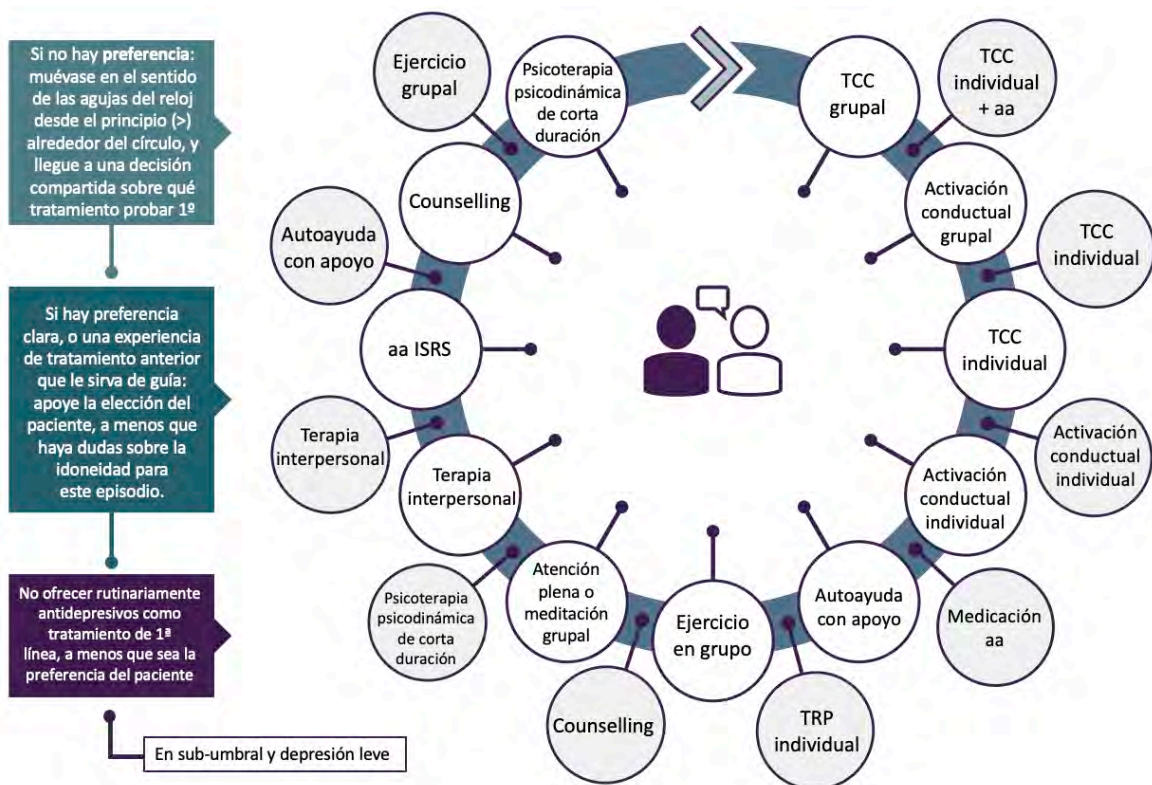 Si no hay preferencia:
muévase en el sentido
de las agujas del reloj
desde el principio (>)
alrededor del círculo, y
llegue a una decisión
compartida sobre qué
tratamiento probar 1º
Si hay preferencia
clara, o una experiencia
de tratamiento anterior
que le sirva de guía:
apoye la elección del
paciente, a menos que
haya dudas sobre la
idoneidad para
este episodio.
No ofrecer rutinariamente
antidepresivos como
tratamiento de 1ª
línea, a menos que sea la
preferencia del paciente
En sub-umbral y depresión leve
TCC
grupal
TCC
individual
+ aa
Activación
conductual
grupal
TCC
individual
TCC
individual
Activación
conductual
individual
Activación
conductual
individual
Medicación
aa
Autoayuda
con apoyo
TRP
individual
Ejercicio
en grupo
Counselling
Atención
plena o
meditación
grupal
Psicoterapia
psicodinámica
de corta
duración
Terapia
interpersonal
Terapia
interpersonal
aa ISRS
Autoayuda
con apoyo
Counselling
Ejercicio
grupal
Psicoterapia
psicodinámica
de corta
duración